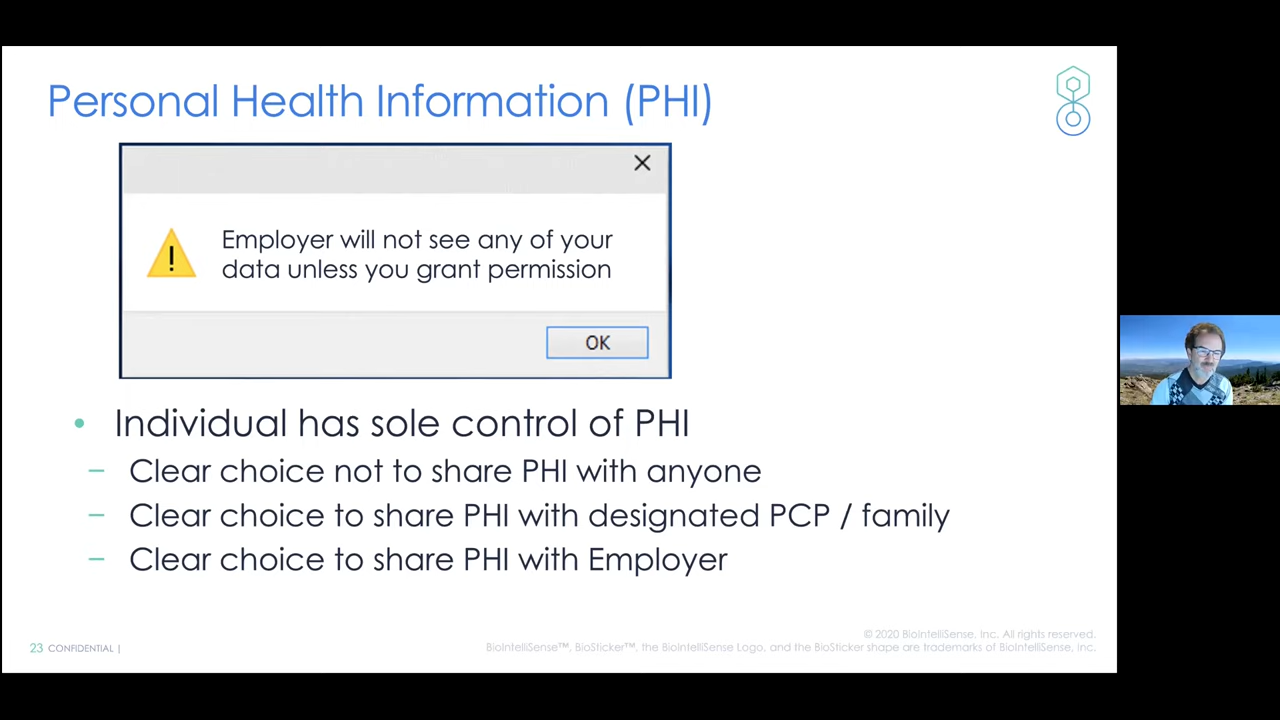 Personal Health Information (PHI)
Employer will not see any of your
data unless you grant permission
OK
• Individual has sole control of PHI
– Clear choice not to share PHI with anyone
– Clear choice to share PHI with designated PCP / family
– Clear choice to share PHI with Employer
© 2020 BioIntelliSense, Inc. All rights reserved.
23 CONFIDENTIAL |
BioIntelliSense™, BioSticker™, the BioIntelliSense Logo, and the BioSticker shape are trademarks of BioIntelliSense, Inc.